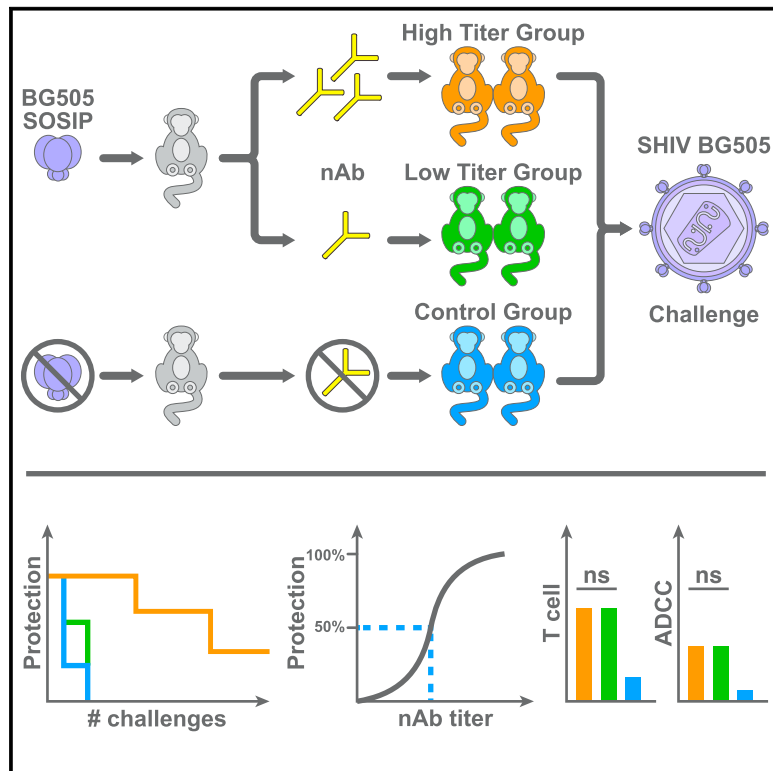 High Titer Group
BG505
SOSIP
nAb
Low Titer Group
SHIV BG505
Challenge
Control Group
Protection
# challenges
Protection
100%
50%
nAb titer
T cell
ns
ADCC
ns